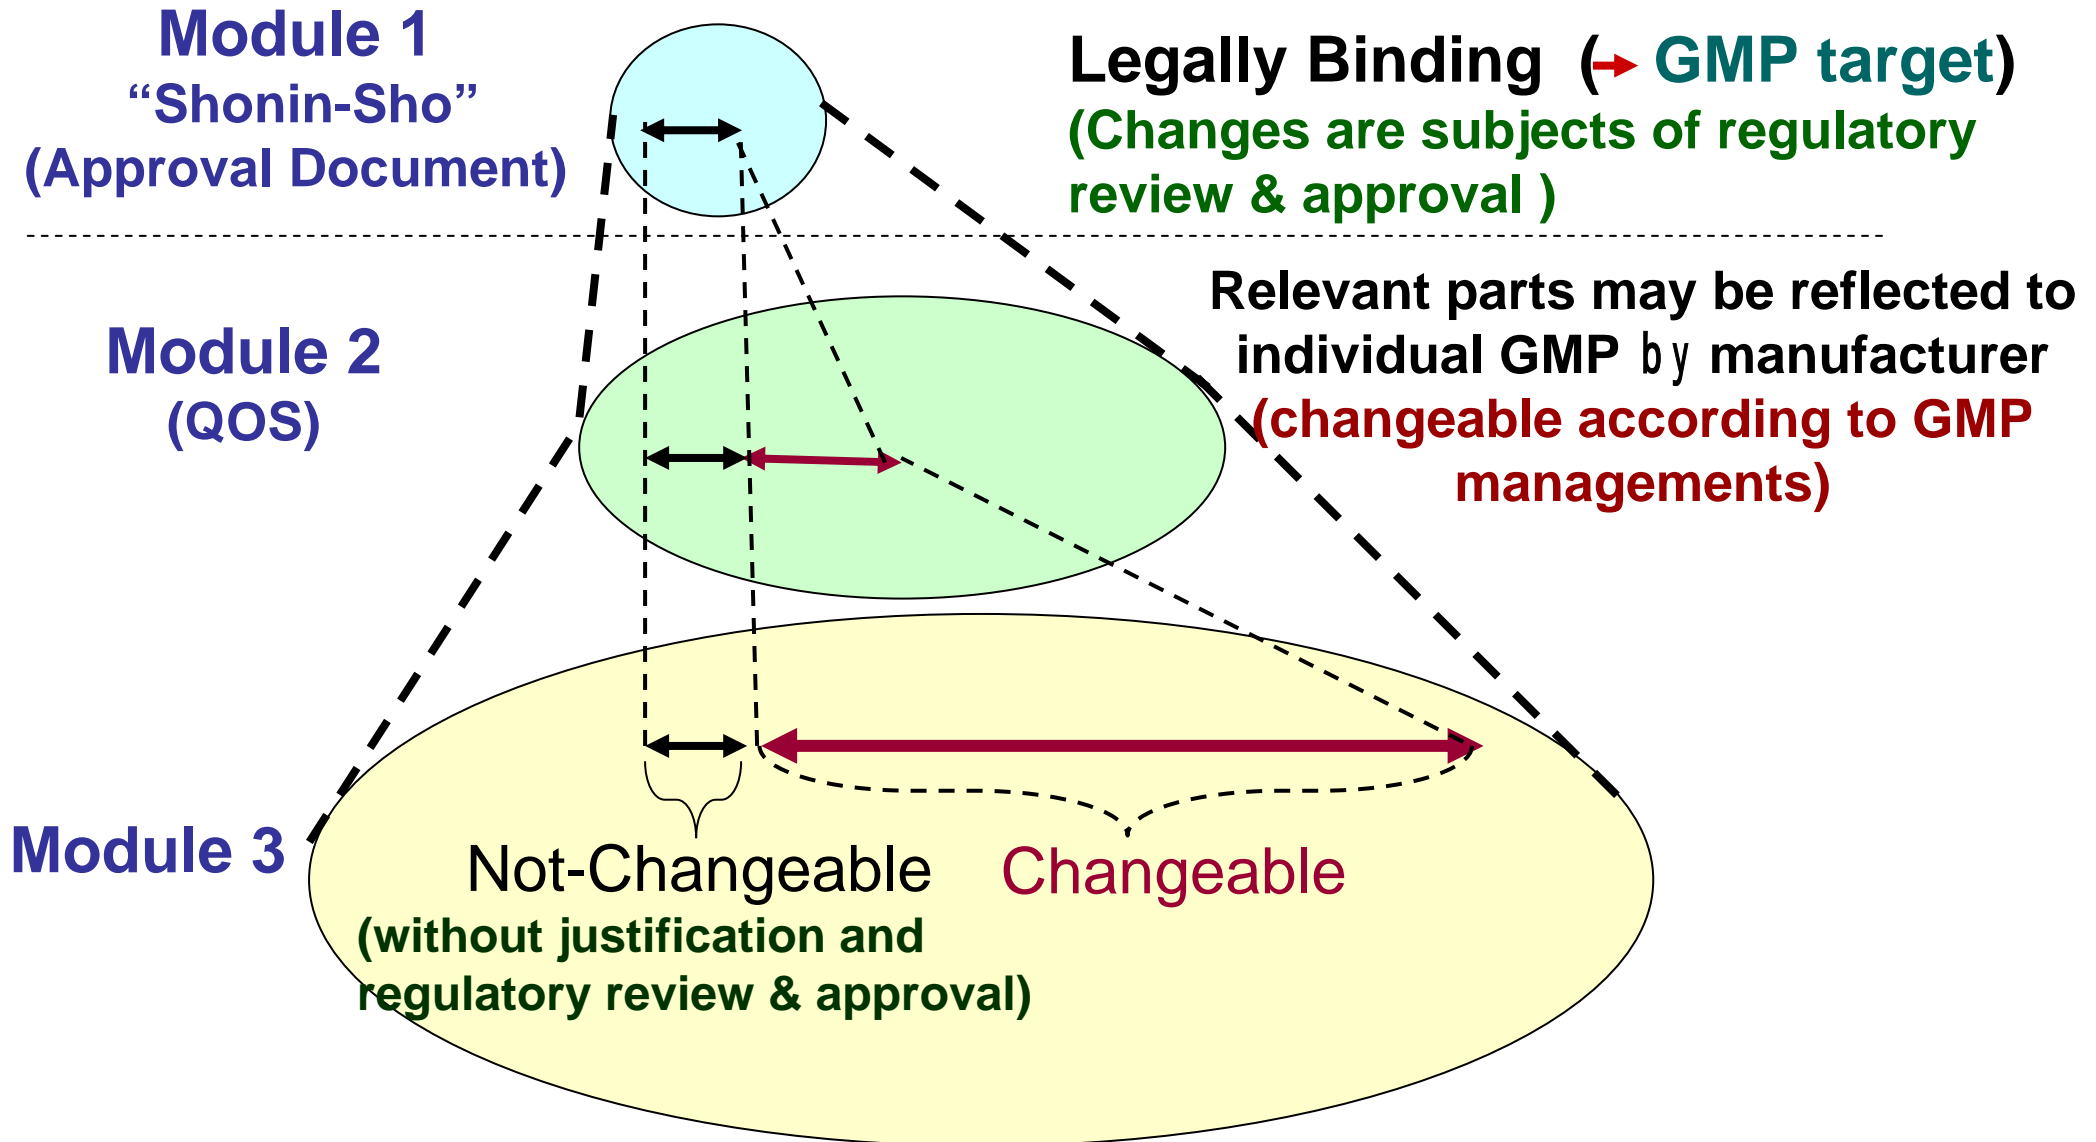 Module 1
“Shonin-Sho”
(Approval Document)
Legally Binding (→ GMP target)
(Changes are subjects of regulatory
review & approval )
Module 2
(QOS)
Relevant parts may be reflected to
individual GMP by manufacturer
(changeable according to GMP
managements)
Module 3
Not-Changeable
(without justification and
regulatory review & approval)
Changeable